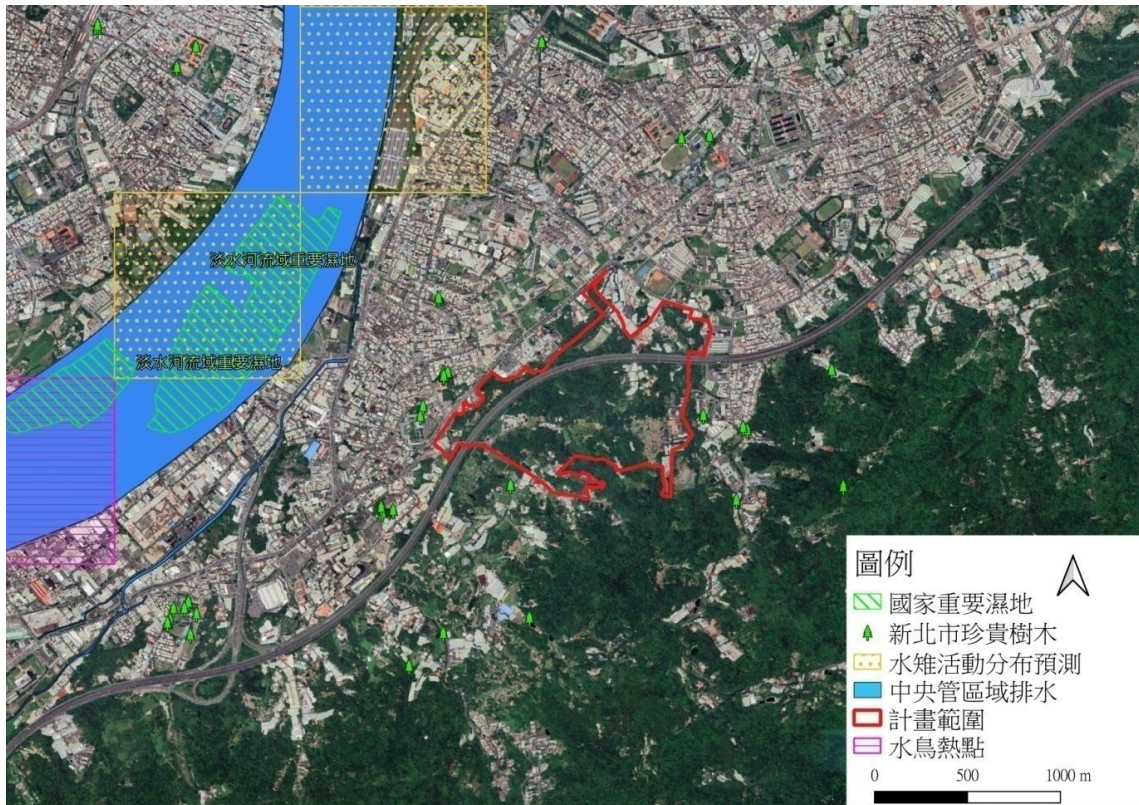 淡水河流域重要濕地
淡水河流域重要濕地
圖例
國家重要濕地
新北市珍貴樹木
水雉活動分布預測
中央管區域排水
計畫範圍
水鳥熱點
0 500 1000 m